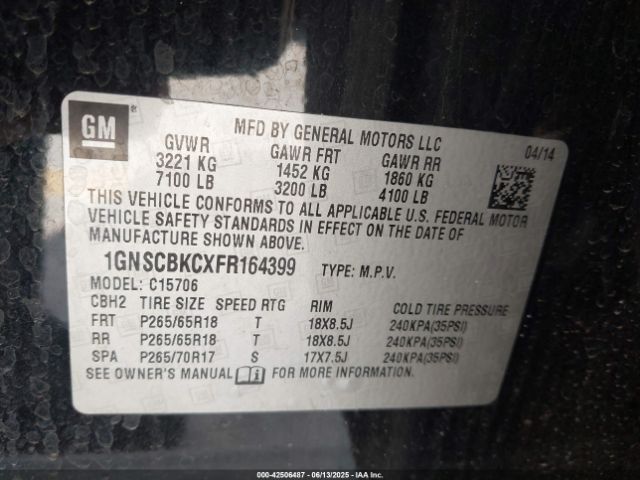 GM
MFD BY GENERAL MOTORS LLC
04/14
GVWR GAWR FRT GAWR RR
3221 KG 1452 KG 1860 KG
7100 LB 3200 LB 4100 LB
THIS VEHICLE CONFORMS TO ALL APPLICABLE U.S. FEDERAL MOTOR
VEHICLE SAFETY STANDARDS IN EFFECT ON THE DATE OF
MANUFACTURE SHOWN ABOVE.
1GNSCBKCXFR164399 TYPE: M.P.V.
MODEL: C15706
CBH2 TIRE SIZE SPEED RTG RIM COLD TIRE PRESSURE
FRT P265/65R18 T 18X8.5J 240KPA(35PSI)
RR P265/65R18 T 18X8.5J 240KPA(35PSI)
SPA P265/70R17 S 17X7.5J 240KPA(35PSI)
SEE OWNER'S MANUAL FOR MORE INFORMATION.
000-42506487 - 06/13/2025 - IAA Inc.